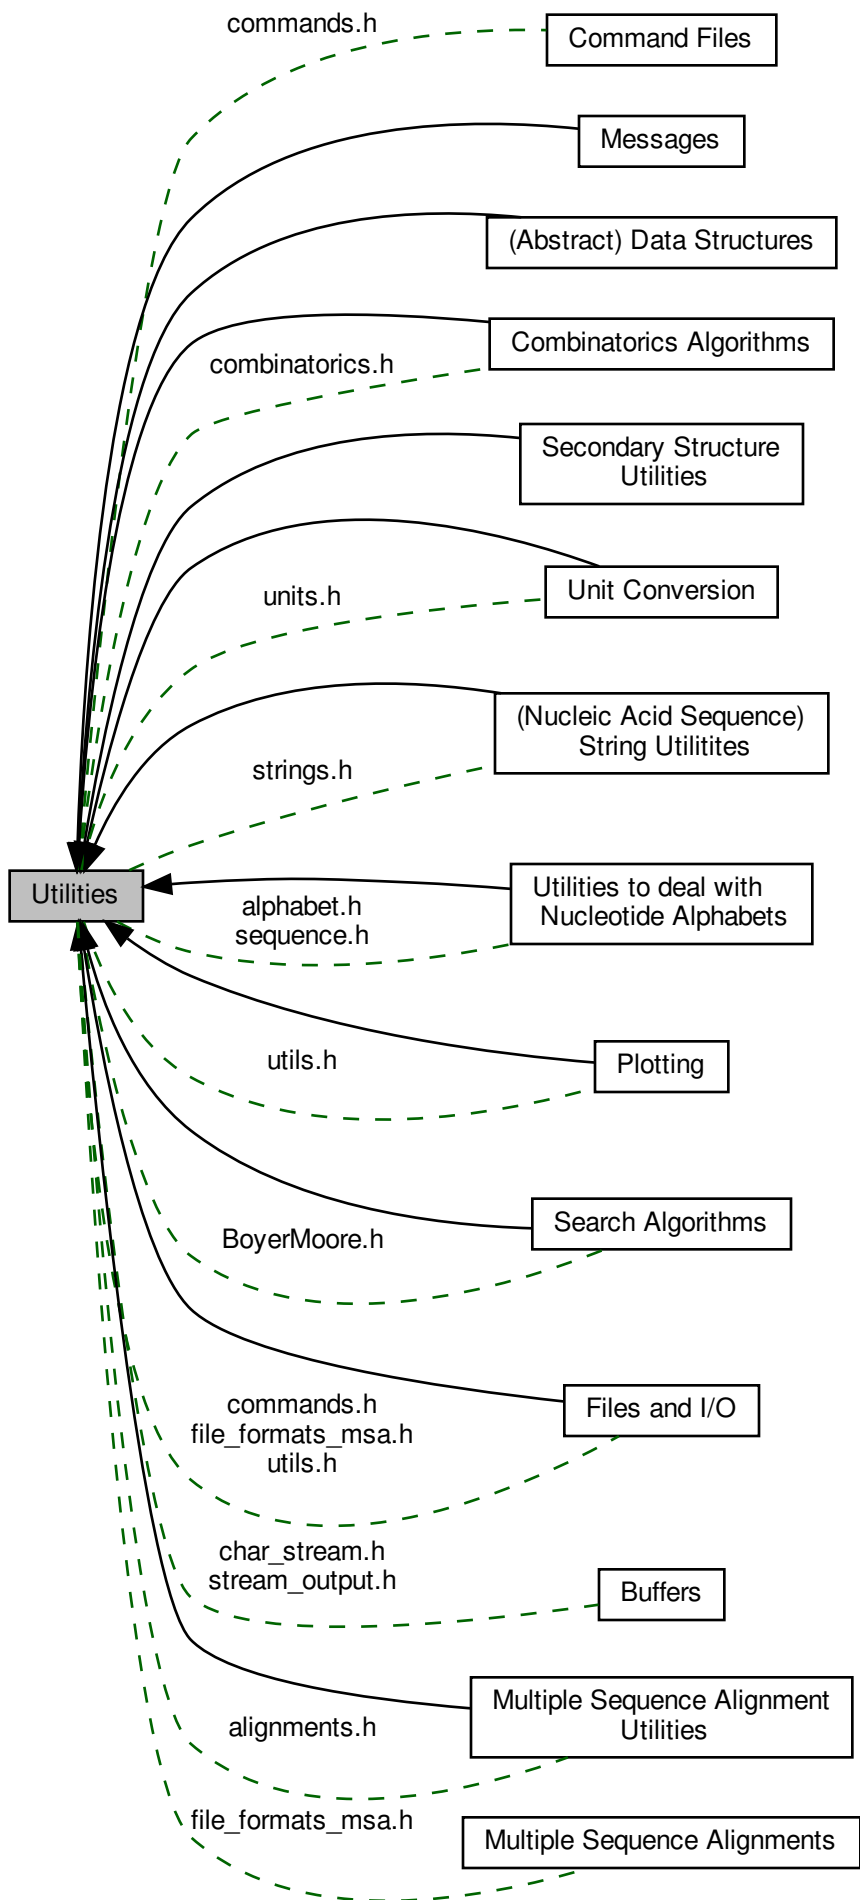 commands.h
Command Files
Messages
(Abstract) Data Structures
Combinatorics Algorithms
combinatorics.h
Secondary Structure
Utilities
Unit Conversion
units.h
(Nucleic Acid Sequence)
String Utilitites
strings.h
Utilities
Utilities to deal with
Nucleotide Alphabets
alphabet.h
sequence.h
Plotting
utils.h
Search Algorithms
BoyerMoore.h
Files and I/O
commands.h
file_formats_msa.h
utils.h
char_stream.h
stream_output.h
Buffers
Multiple Sequence Alignment
Utilities
alignments.h
file_formats_msa.h
Multiple Sequence Alignments